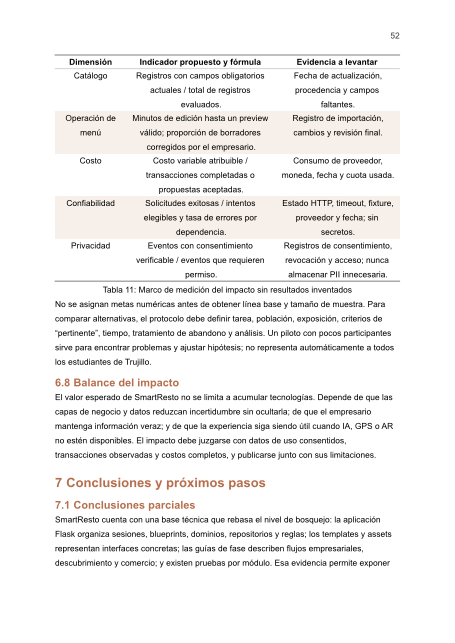 52
Dimensión Indicador propuesto y fórmula Evidencia a levantar
Catálogo Registros con campos obligatorios Fecha de actualización,
actuales / total de registros procedencia y campos
evaluados. faltantes.
Operación de Minutos de edición hasta un preview Registro de importación,
menú válido; proporción de borradores cambios y revisión final.
corregidos por el empresario.
Costo Costo variable atribuible / Consumo de proveedor,
transacciones completadas o moneda, fecha y cuota usada.
propuestas aceptadas.
Confiabilidad Solicitudes exitosas / intentos Estado HTTP, timeout, fixture,
elegibles y tasa de errores por proveedor y fecha; sin
dependencia. secretos.
Privacidad Eventos con consentimiento Registros de consentimiento,
verificable / eventos que requieren revocación y acceso; nunca
permiso. almacenar PII innecesaria.
Tabla 11: Marco de medición del impacto sin resultados inventados
No se asignan metas numéricas antes de obtener línea base y tamaño de muestra. Para
comparar alternativas, el protocolo debe definir tarea, población, exposición, criterios de
“pertinente”, tiempo, tratamiento de abandono y análisis. Un piloto con pocos participantes
sirve para encontrar problemas y ajustar hipótesis; no representa automáticamente a todos
los estudiantes de Trujillo.
6.8 Balance del impacto
El valor esperado de SmartResto no se limita a acumular tecnologías. Depende de que las
capas de negocio y datos reduzcan incertidumbre sin ocultarla; de que el empresario
mantenga información veraz; y de que la experiencia siga siendo útil cuando IA, GPS o AR
no estén disponibles. El impacto debe juzgarse con datos de uso consentidos,
transacciones observadas y costos completos, y publicarse junto con sus limitaciones.
7 Conclusiones y próximos pasos
7.1 Conclusiones parciales
SmartResto cuenta con una base técnica que rebasa el nivel de bosquejo: la aplicación
Flask organiza sesiones, blueprints, dominios, repositorios y reglas; los templates y assets
representan interfaces concretas; las guías de fase describen flujos empresariales,
descubrimiento y comercio; y existen pruebas por módulo. Esa evidencia permite exponer